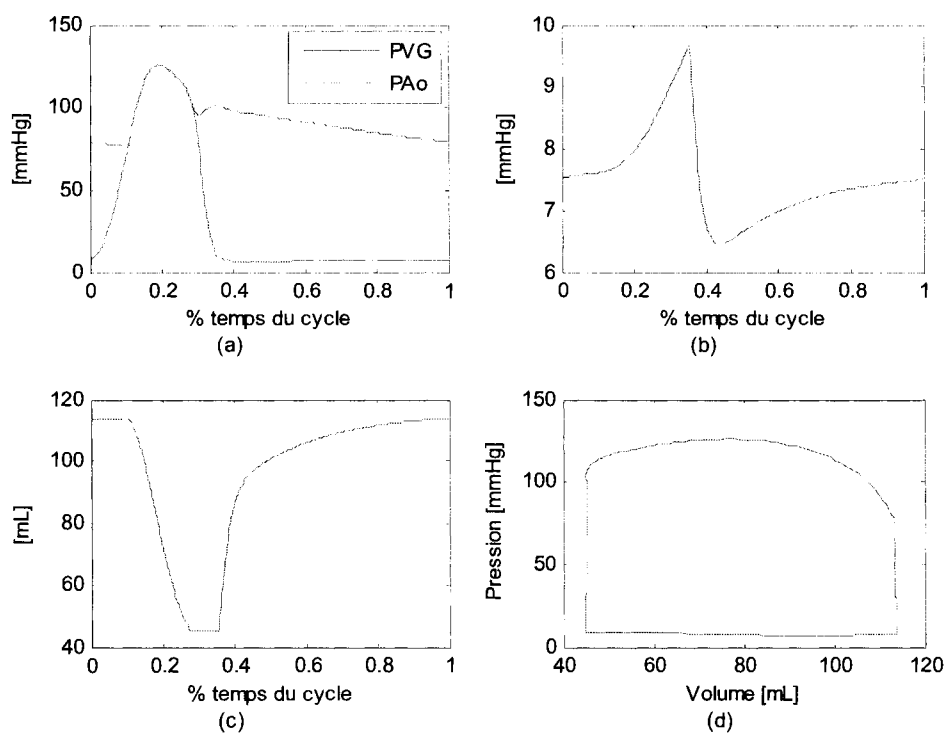 150
100
50
0
[mmHg]
PVG
PAo
0 0.2 0.4 0.6 0.8 1
% temps du cycle
(a)
10
9
8
7
6
[mmHg]
0 0.2 0.4 0.6 0.8 1
% temps du cycle
(b)
120
100
80
60
40
[mL]
0 0.2 0.4 0.6 0.8 1
% temps du cycle
(c)
150
100
50
0
Pression [mmHg]
40 60 80 100 120
Volume [mL]
(d)